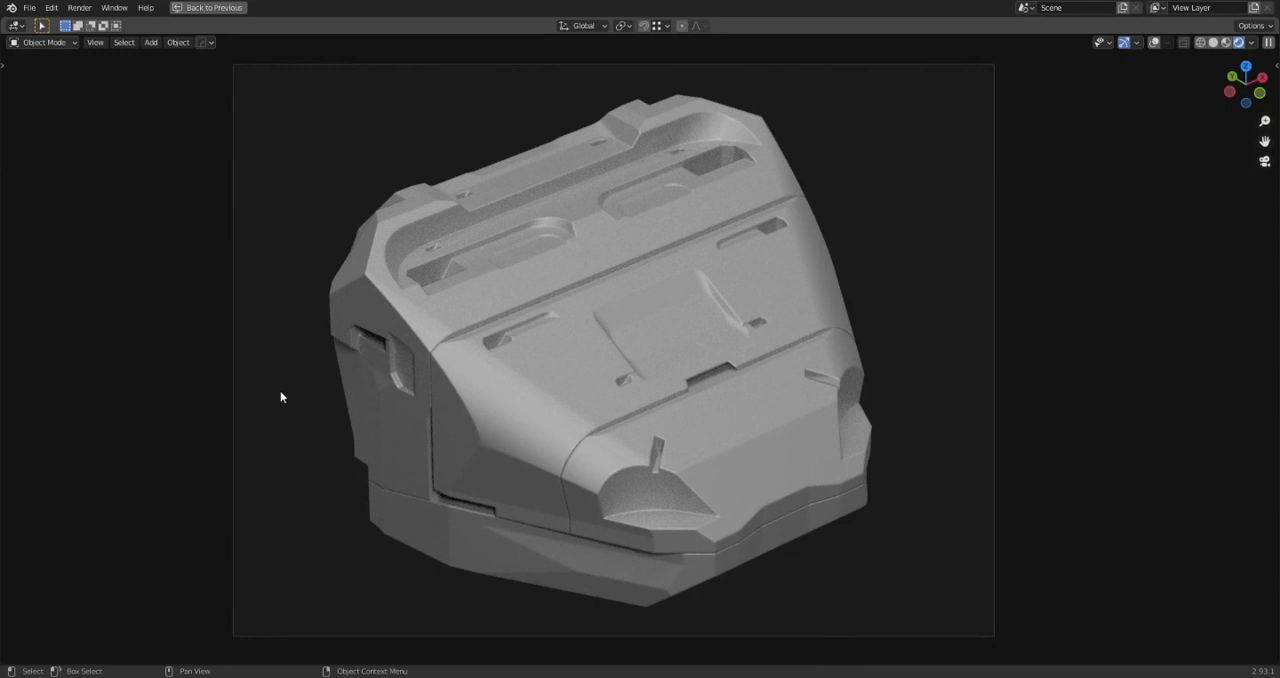 File Edit Render Window Help Back to Previous Scene View Layer
Global Options
Object Mode View Select Add Object
Z
Y X
Select Box Select Pan View Object Context Menu 2.93.1